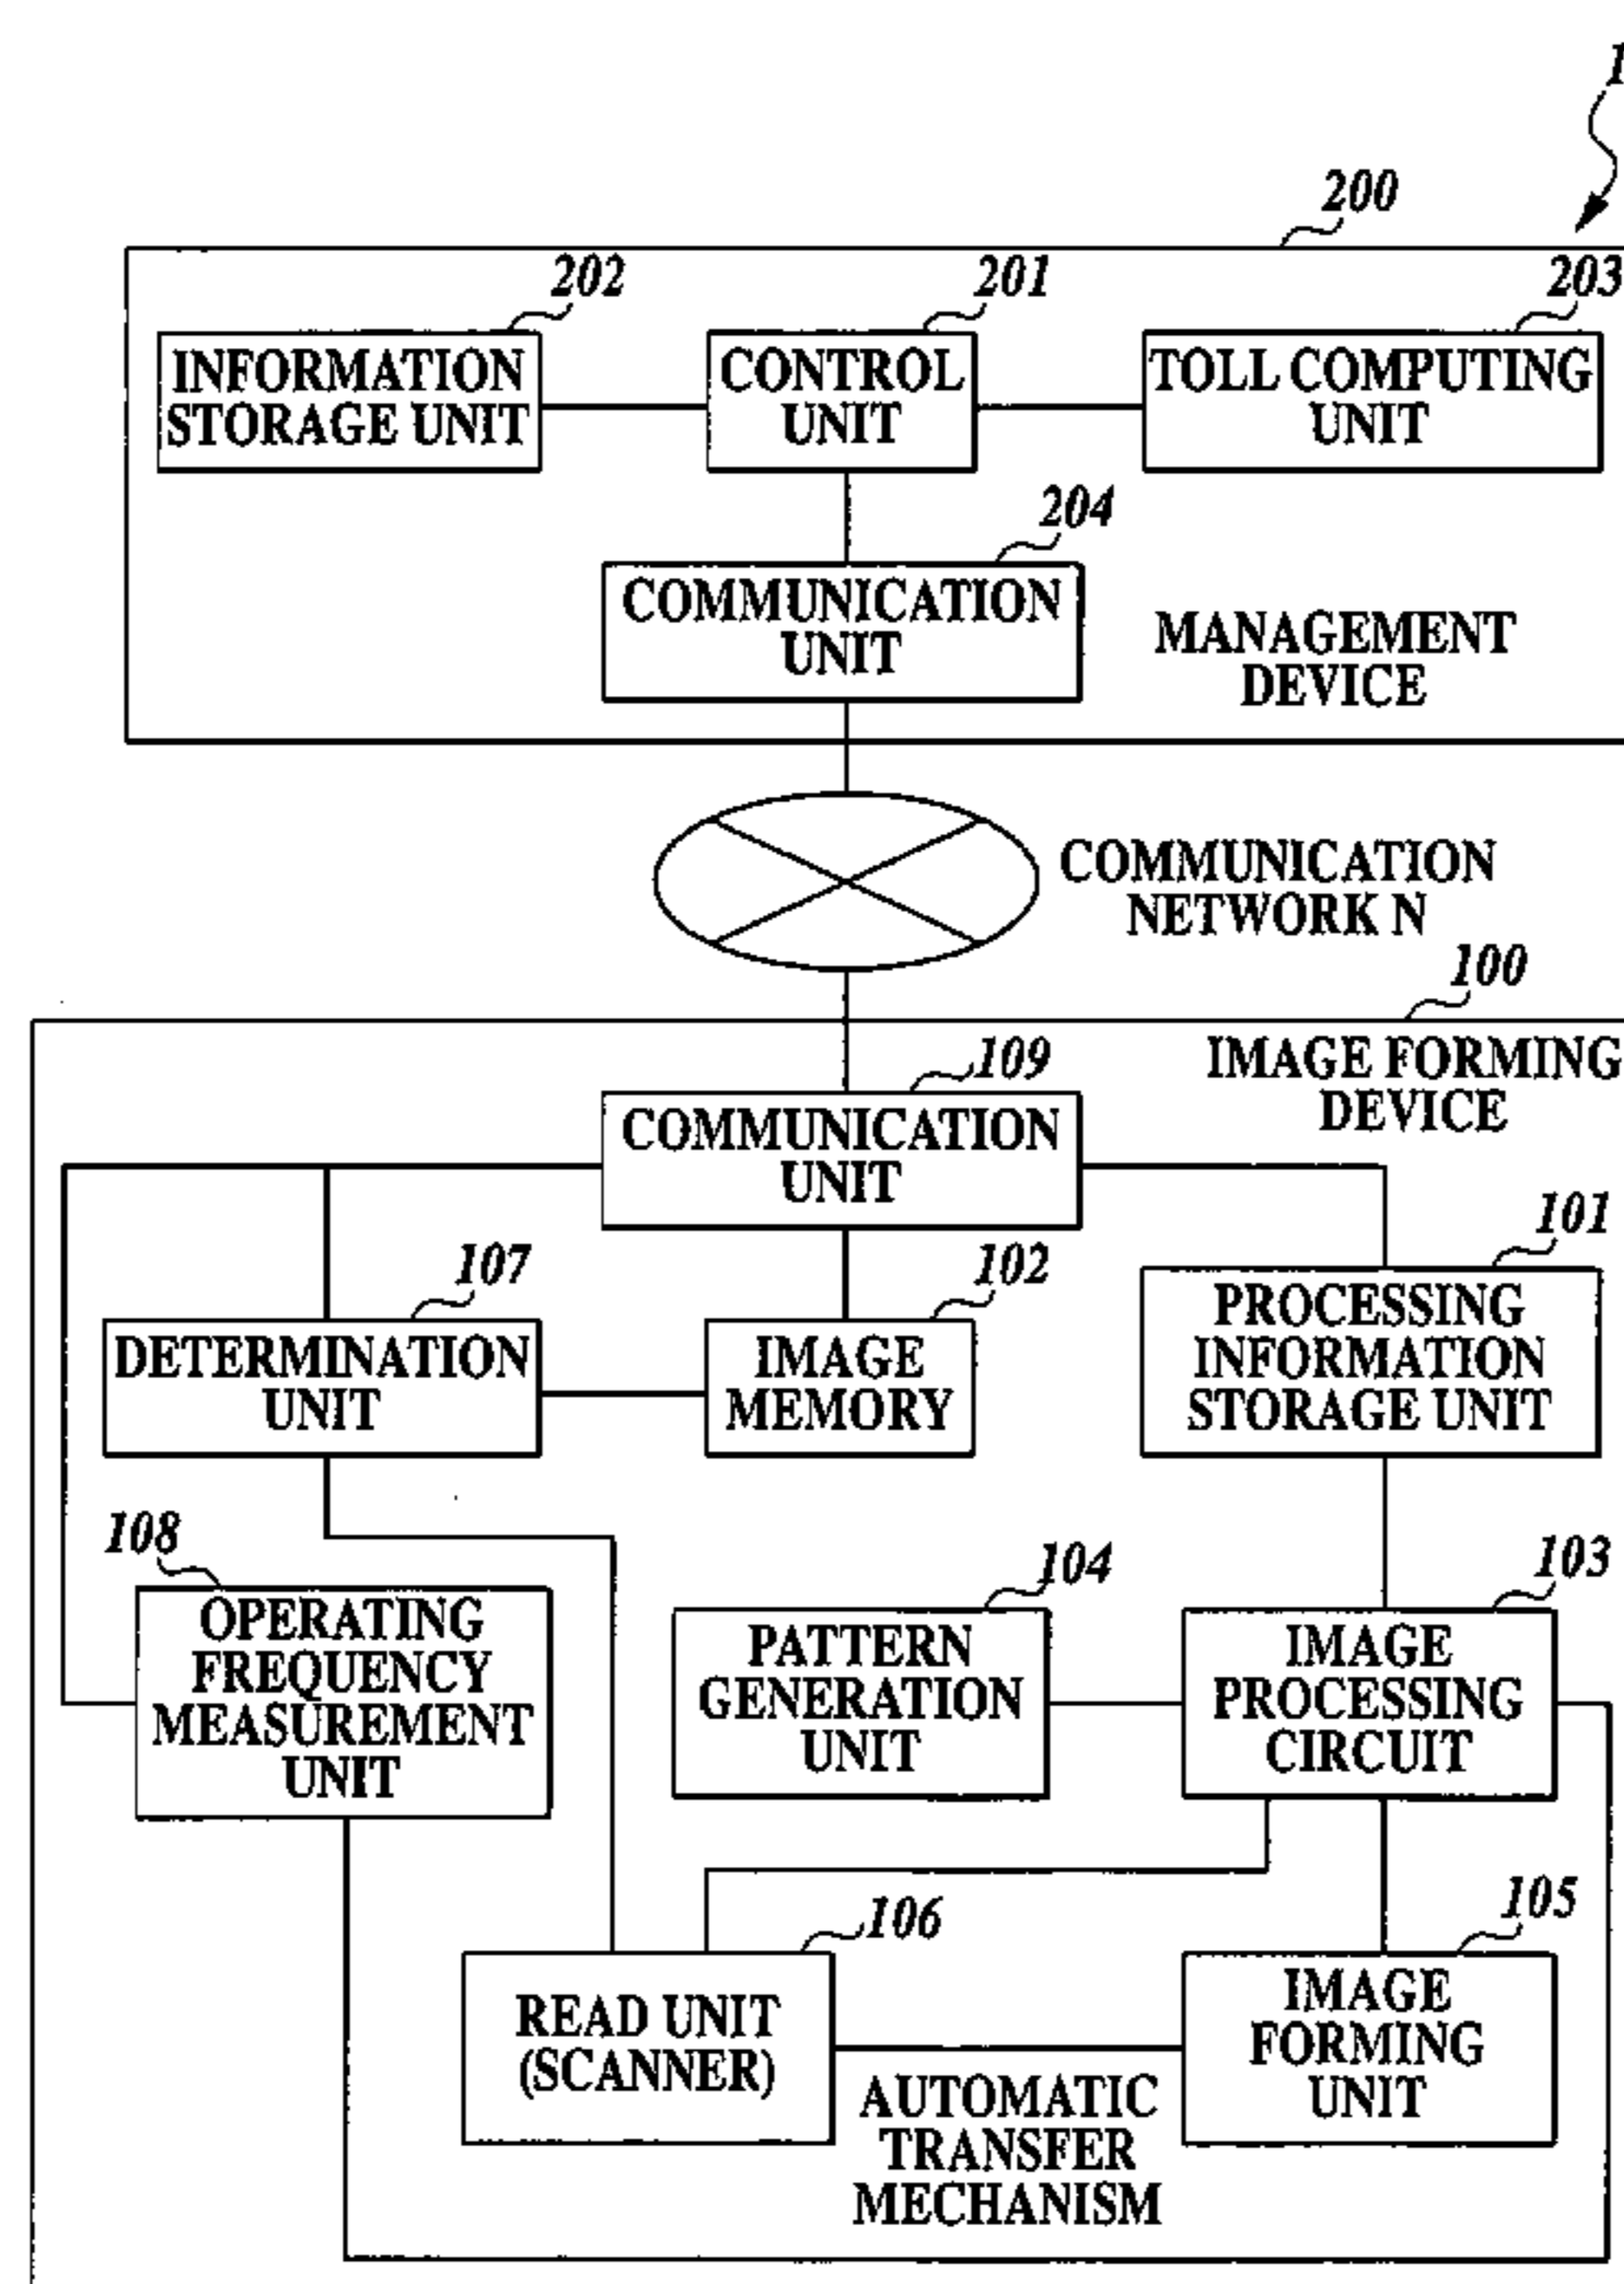 1
200
202
201
203
INFORMATION
STORAGE UNIT
CONTROL
UNIT
TOLL COMPUTING
UNIT
204
COMMUNICATION
UNIT
MANAGEMENT
DEVICE
COMMUNICATION
NETWORK N
100
IMAGE FORMING
DEVICE
109
COMMUNICATION
UNIT
101
107
102
PROCESSING
INFORMATION
STORAGE UNIT
DETERMINATION
UNIT
IMAGE
MEMORY
108
104
103
OPERATING
FREQUENCY
MEASUREMENT
UNIT
PATTERN
GENERATION
UNIT
IMAGE
PROCESSING
CIRCUIT
106
105
READ UNIT
(SCANNER)
IMAGE
FORMING
UNIT
AUTOMATIC
TRANSFER
MECHANISM